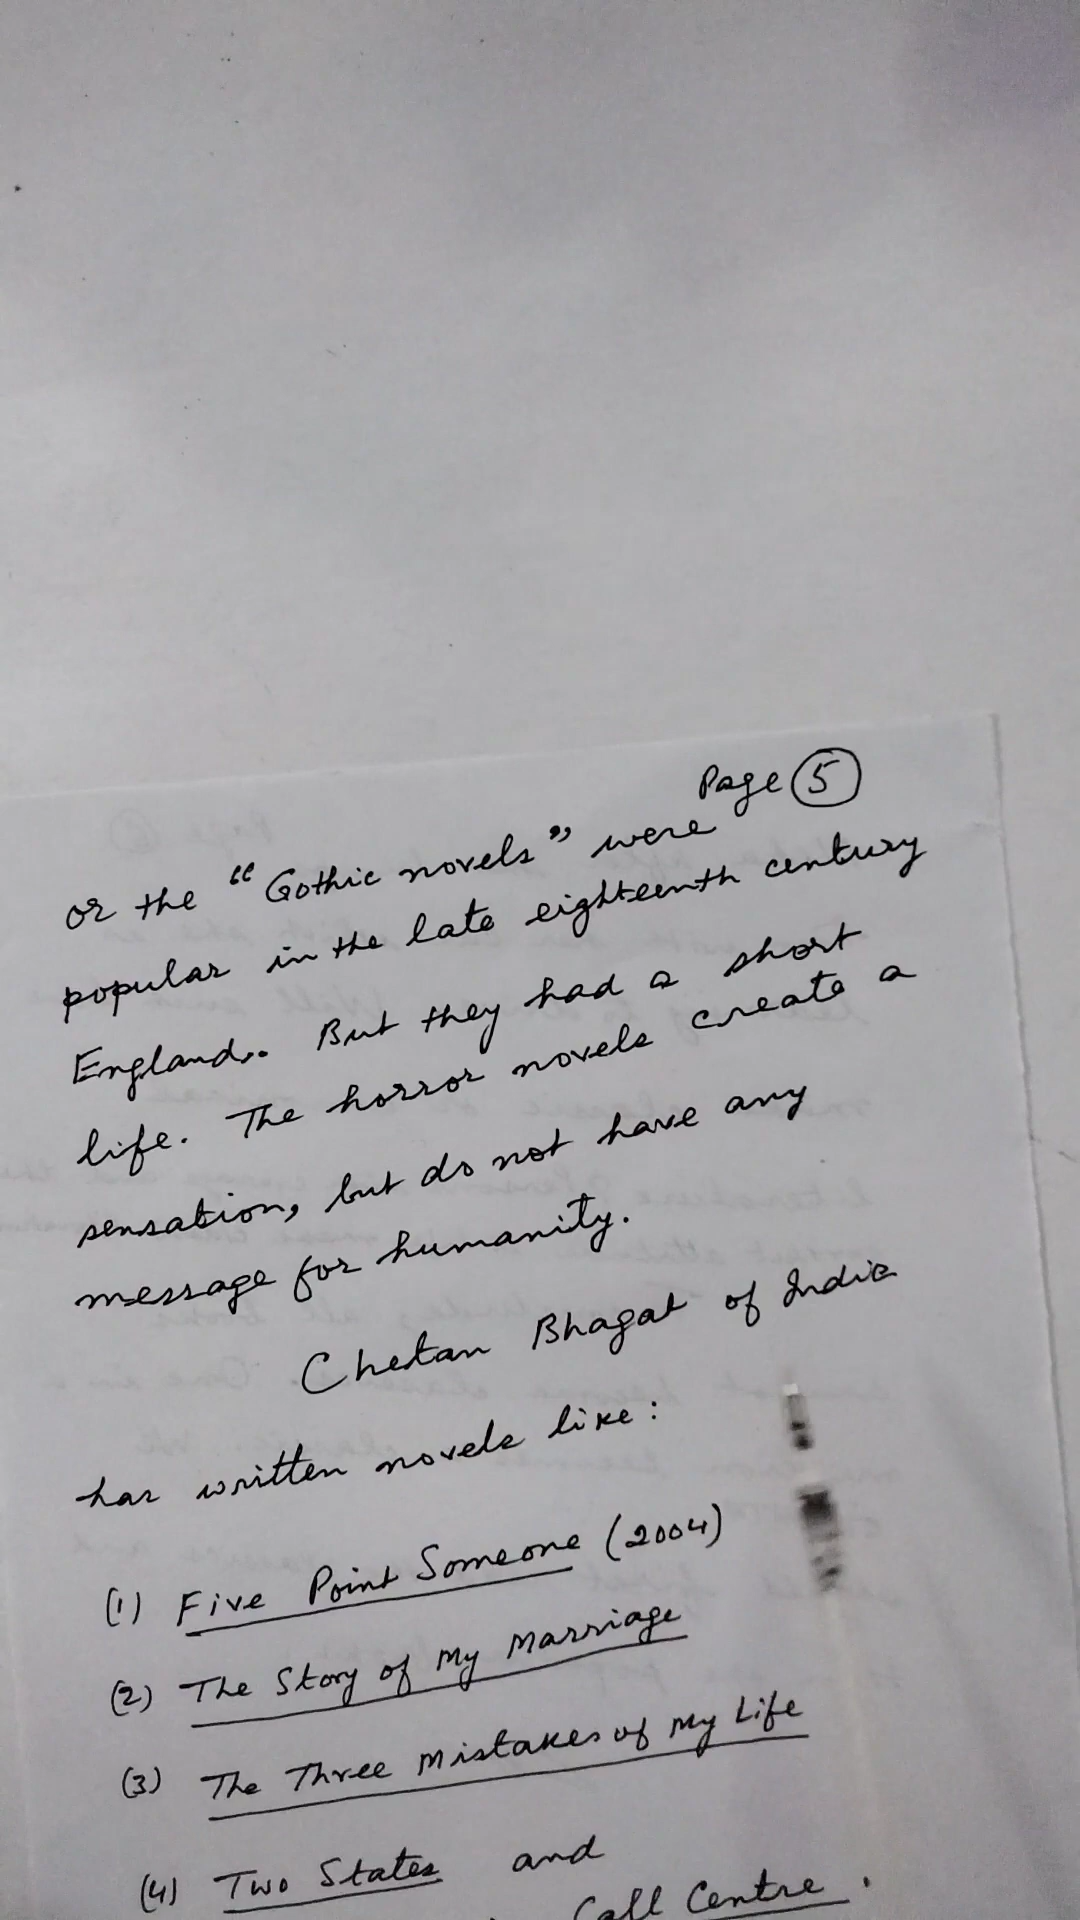 Page 5
or the "Gothic novels" were
popular in the late eighteenth century
England. But they had a short
life. The horror novels create a
sensation, but do not have any
message for humanity.
Chetan Bhagat of India
has written novels like:
(1) Five Point Someone (2004)
(2) The Story of My Marriage
(3) The Three Mistakes of My Life
(4) Two States and
Call Centre.